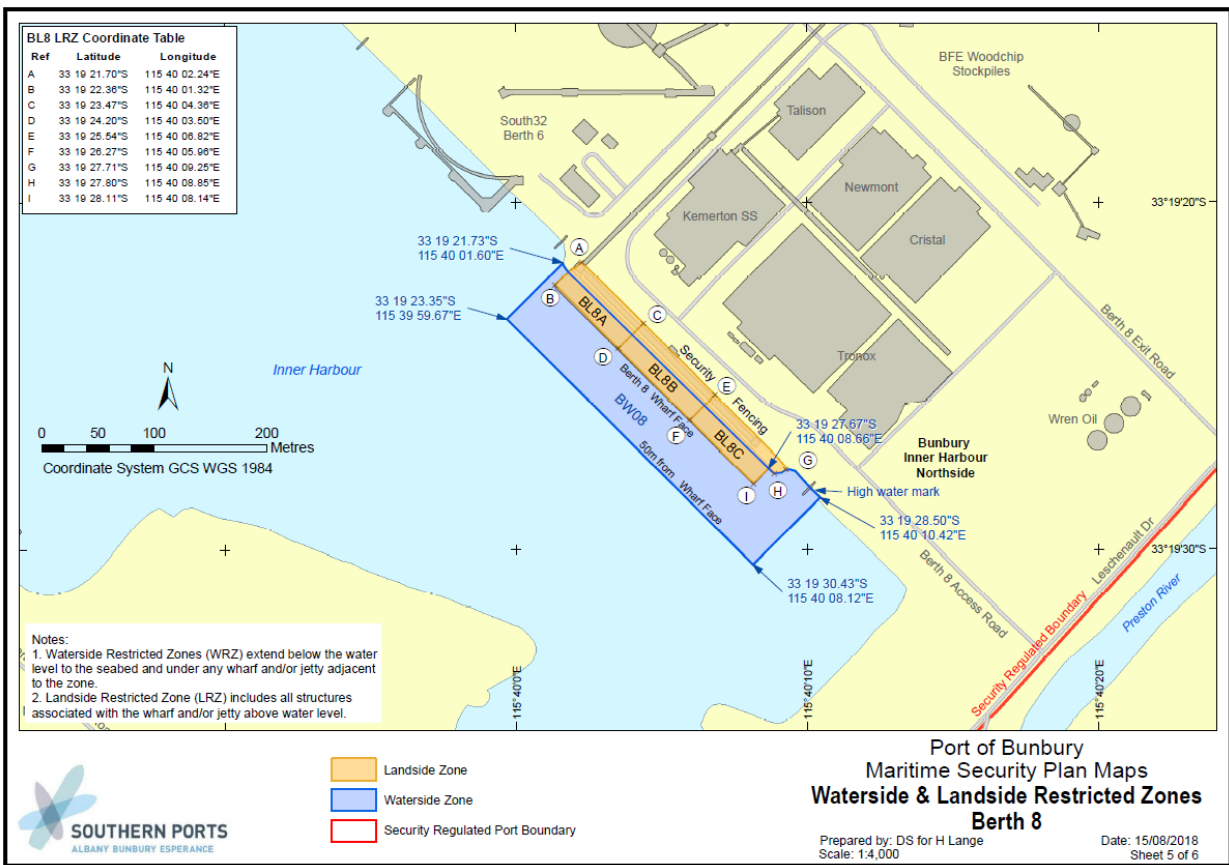 BL8 LRZ Coordinate Table
Ref Latitude Longitude
A 33 19 21.70"S 115 40 02.24"E
B 33 19 22.36"S 115 40 01.32"E
C 33 19 23.47"S 115 40 04.36"E
D 33 19 24.20"S 115 40 03.50"E
E 33 19 25.54"S 115 40 06.82"E
F 33 19 26.27"S 115 40 05.96"E
G 33 19 27.71"S 115 40 09.25"E
H 33 19 27.80"S 115 40 08.85"E
I 33 19 28.11"S 115 40 08.14"E
BFE Woodchip
Stockpiles
South32
Berth 6
Talison
Newmont
Kemerton SS
Cristal
Tronox
33°19'20"S
33 19 21.73"S
115 40 01.60"E
33 19 23.35"S
115 39 59.67"E
A
B
C
D
E
F
G
H
I
BL8A
BL8B
BL8C
BW08
Security Fencing
Berth 8 Wharf Face
50m from Wharf Face
Inner Harbour
N
0 50 100 200
Metres
Coordinate System GCS WGS 1984
Berth 8 Exit Road
Wren Oil
33 19 27.67"S
115 40 08.66"E
Bunbury
Inner Harbour
Northside
High water mark
33 19 28.50"S
115 40 10.42"E
33°19'30"S
33 19 30.43"S
115 40 08.12"E
Berth 8 Access Road
Leschenault Dr
Security Regulated Boundary
Preston River
115°40'0"E
115°40'10"E
115°40'20"E
Notes:
1. Waterside Restricted Zones (WRZ) extend below the water
level to the seabed and under any wharf and/or jetty adjacent
to the zone.
2. Landside Restricted Zone (LRZ) includes all structures
associated with the wharf and/or jetty above water level.
SOUTHERN PORTS
ALBANY BUNBURY ESPERANCE
Landside Zone
Waterside Zone
Security Regulated Port Boundary
Port of Bunbury
Maritime Security Plan Maps
Waterside & Landside Restricted Zones
Berth 8
Prepared by: DS for H Lange Date: 15/08/2018
Scale: 1:4,000 Sheet 5 of 6